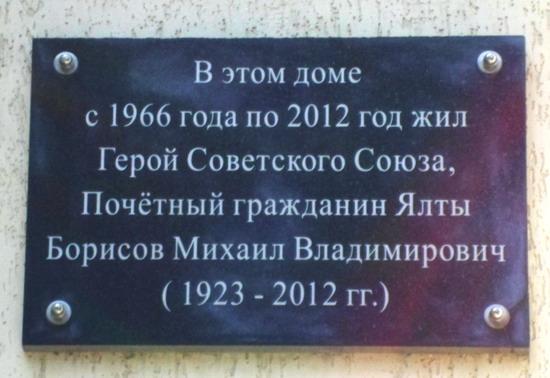 В этом доме
с 1966 года по 2012 год жил
Герой Советского Союза,
Почётный гражданин Ялты
Борисов Михаил Владимирович
( 1923 - 2012 гг.)